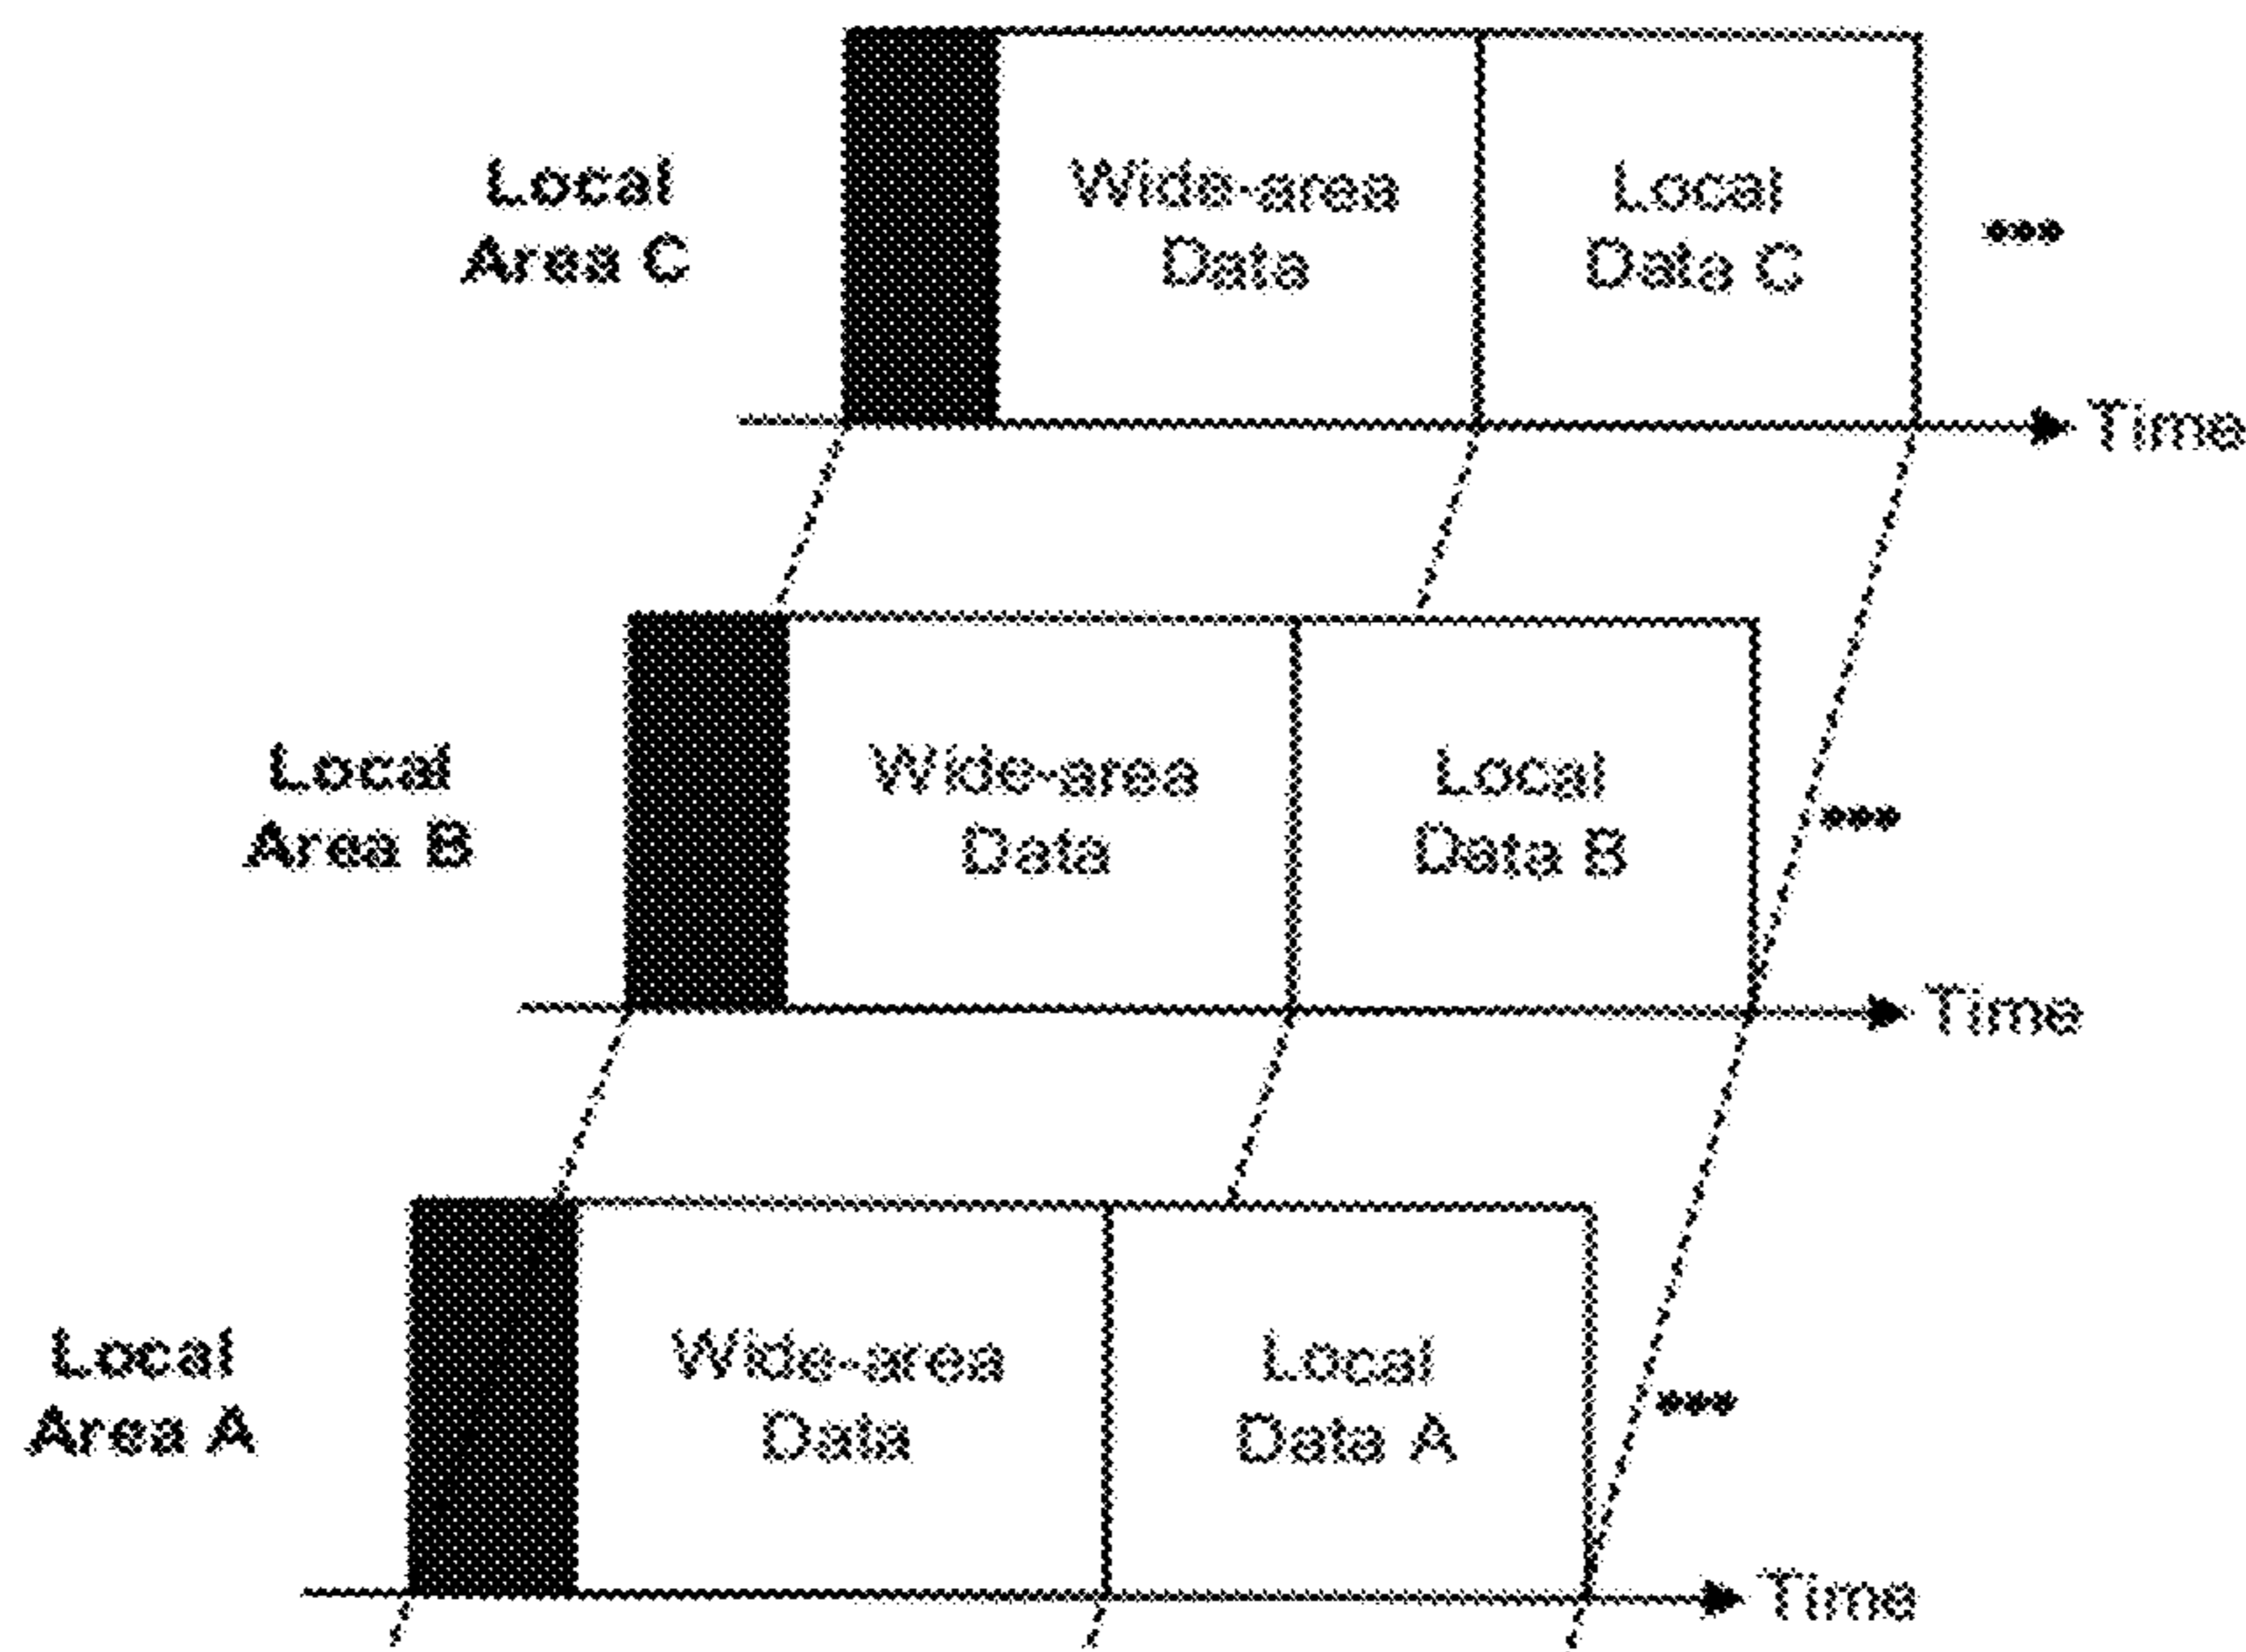 Local
Area C
Wide-area
Data
Local
Data C
Time
Local
Area B
Wide-area
Data
Local
Data B
Time
Local
Area A
Wide-area
Data
Local
Data A
Time